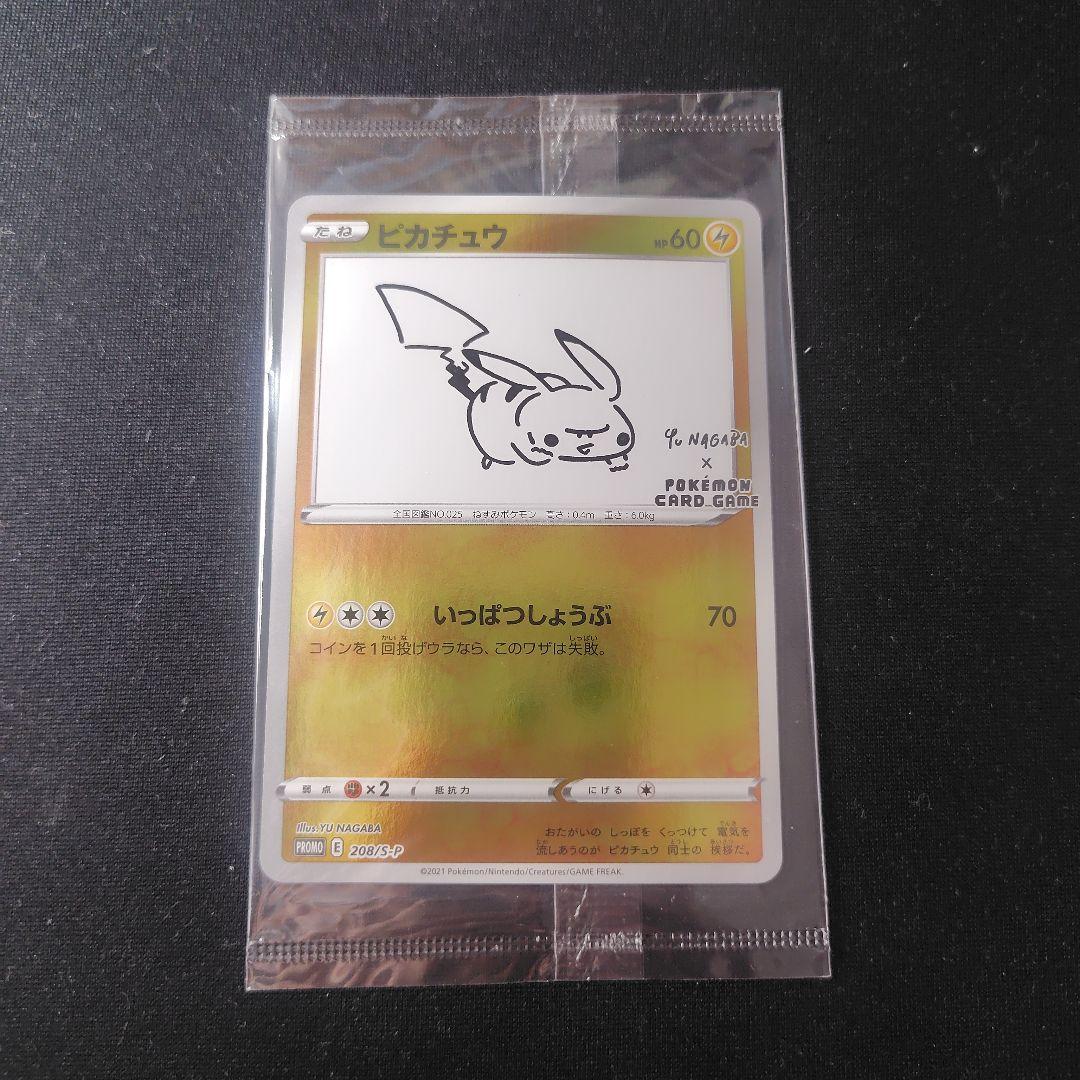 たね ピカチュウ HP60
Yu NAGABA
×
POKÉMON
CARD GAME
全国図鑑NO.025 ねずみポケモン 高さ:0.4m 重さ:6.0kg
いっぱつしょうぶ 70
コインを1回投げウラなら、このワザは失敗。
弱点 ×2 抵抗力 にげる
Illus.YU NAGABA
PROMO E 208/S-P
おたがいの しっぽを くっつけて 電気を
流しあうのが ピカチュウ 同士の 挨拶だ。
©2021 Pokémon/Nintendo/Creatures/GAME FREAK.